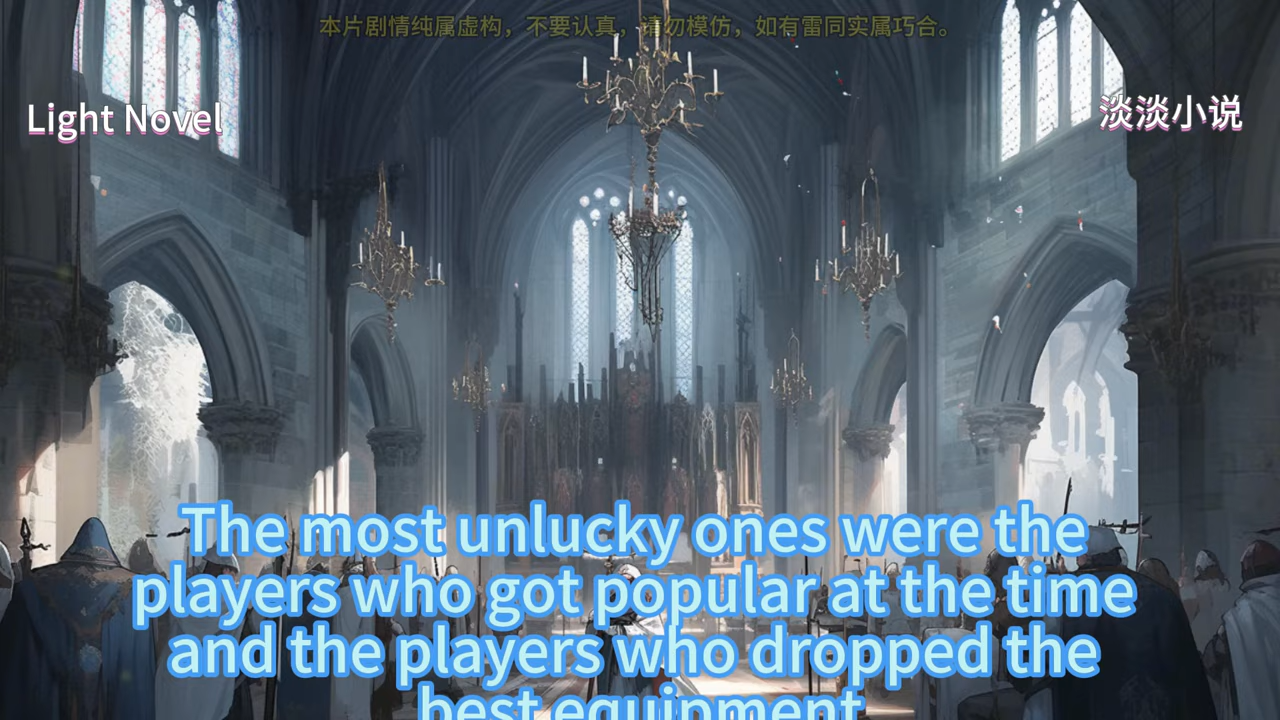 本片剧情纯属虚构，不要认真，请勿模仿，如有雷同实属巧合。
Light Novel
淡淡小说
The most unlucky ones were the
players who got popular at the time
and the players who dropped the
best equipment